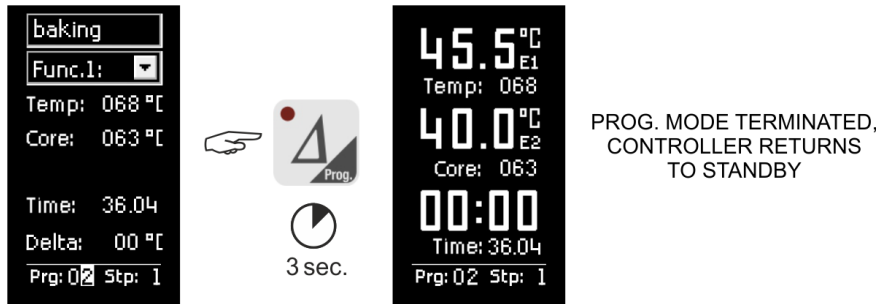 baking
Func.1:
Temp: 068 °C
Core: 063 °C
Time: 36.04
Delta: 00 °C
Prg: 02 Stp: 1
Δ
Prog.
3 sec.
45.5 °C E1
Temp: 068
40.0 °C E2
Core: 063
00:00
Time: 36.04
Prg: 02 Stp: 1
PROG. MODE TERMINATED,
CONTROLLER RETURNS
TO STANDBY